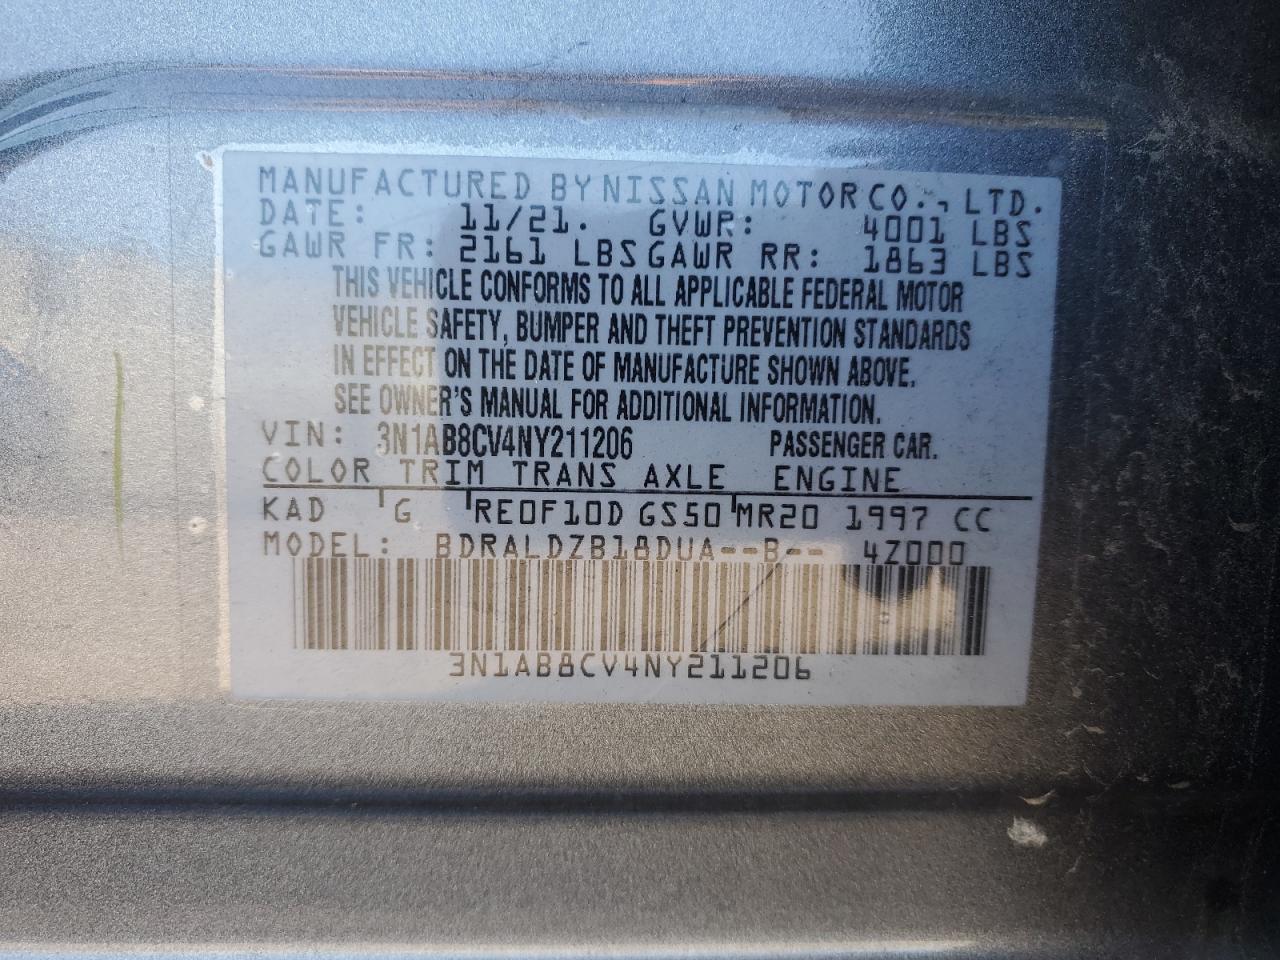 MANUFACTURED BY NISSAN MOTOR CO., LTD.
DATE: 11/21. GVWR: 4001 LBS
GAWR FR: 2161 LBS GAWR RR: 1863 LBS
THIS VEHICLE CONFORMS TO ALL APPLICABLE FEDERAL MOTOR
VEHICLE SAFETY, BUMPER AND THEFT PREVENTION STANDARDS
IN EFFECT ON THE DATE OF MANUFACTURE SHOWN ABOVE.
SEE OWNER'S MANUAL FOR ADDITIONAL INFORMATION.
VIN: 3N1AB8CV4NY211206 PASSENGER CAR.
COLOR TRIM TRANS AXLE ENGINE
KAD G RE0F10D GS50 MR20 1997 CC
MODEL: BDRALDZB18DUA--B-- 4Z000
3N1AB8CV4NY211206